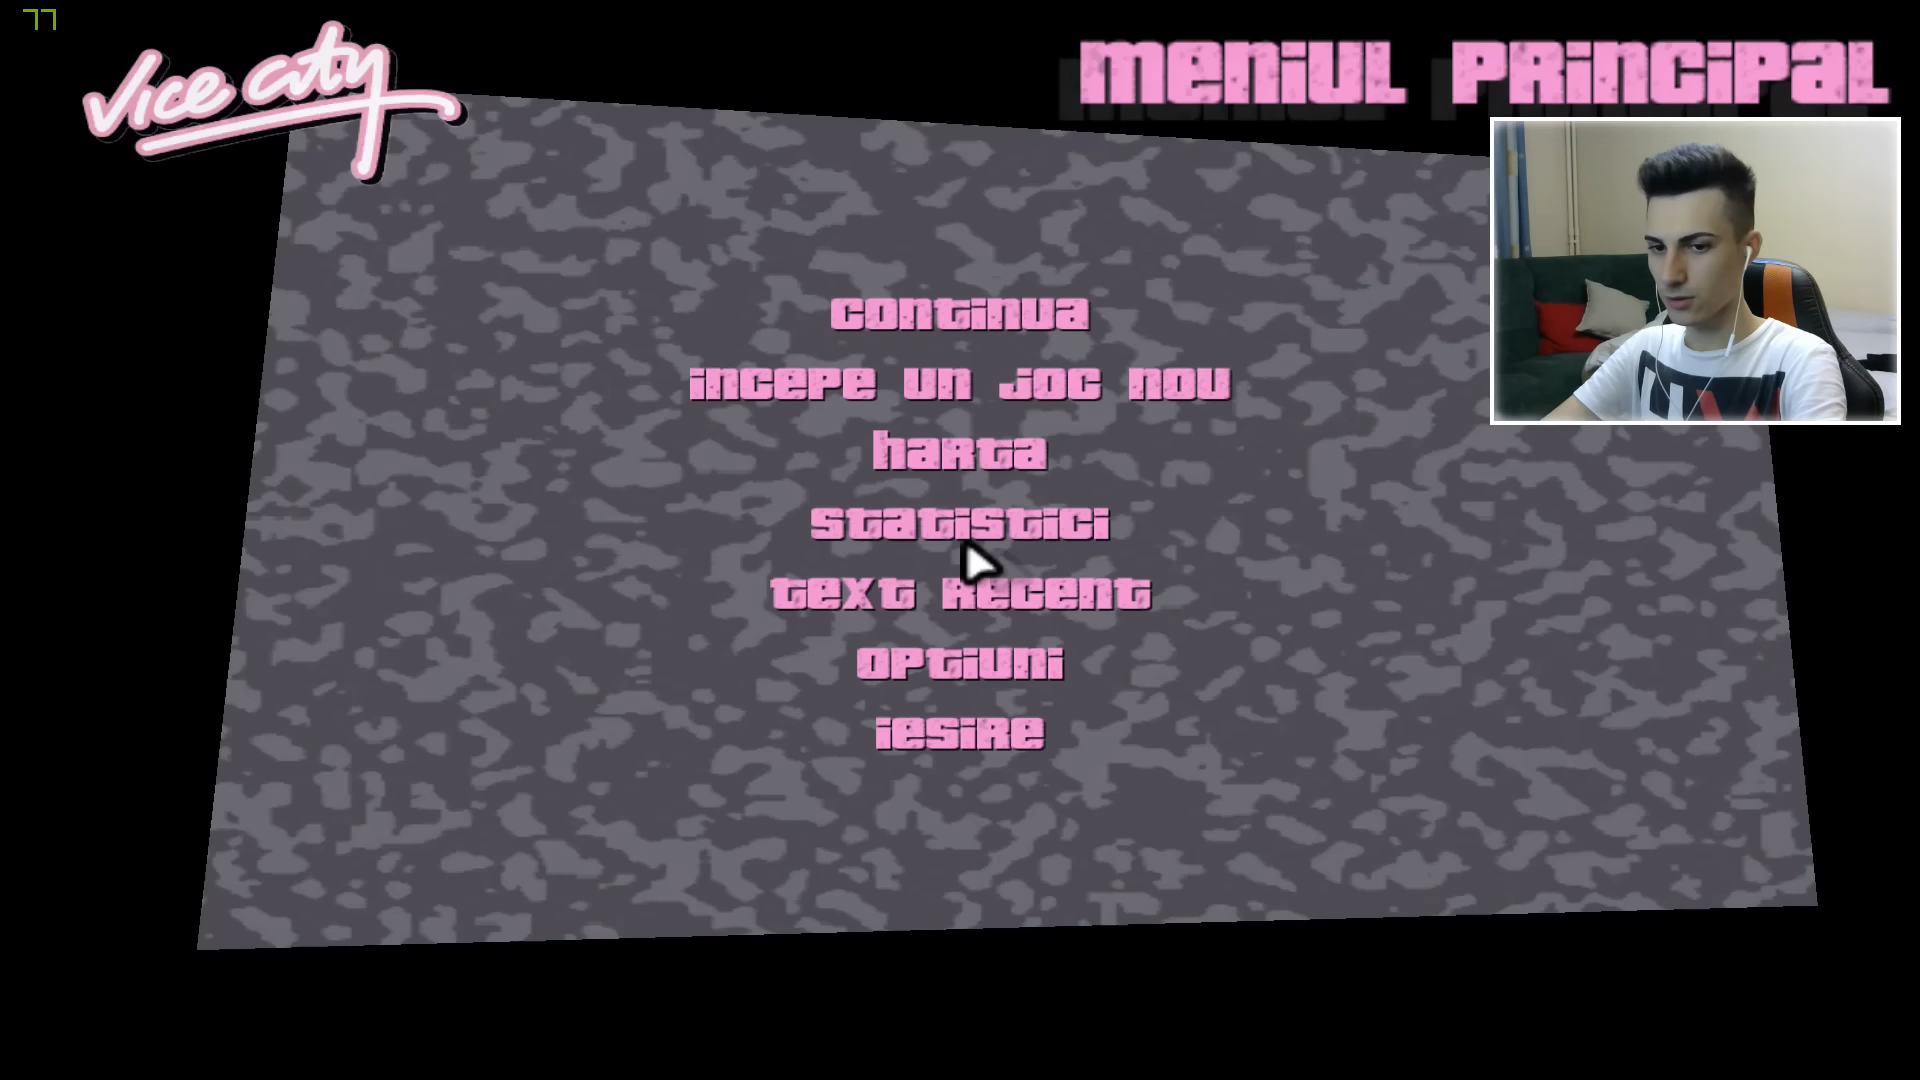 77
vice city
MENIUL PRINCIPAL
CONTINUA
INCEPE UN JOC NOU
HARTA
STATISTICI
TEXT RECENT
OPTIUNI
IESIRE